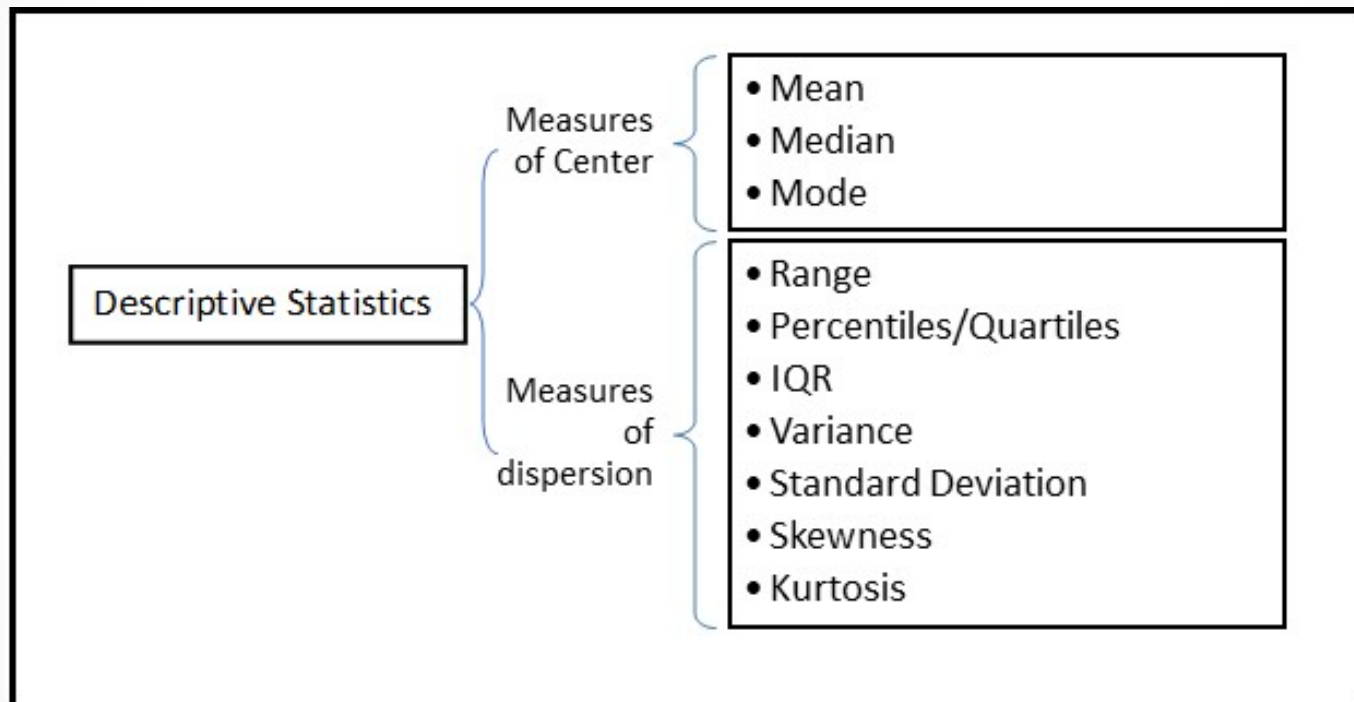 Descriptive Statistics
Measures
of Center
• Mean
• Median
• Mode
Measures
of
dispersion
• Range
• Percentiles/Quartiles
• IQR
• Variance
• Standard Deviation
• Skewness
• Kurtosis